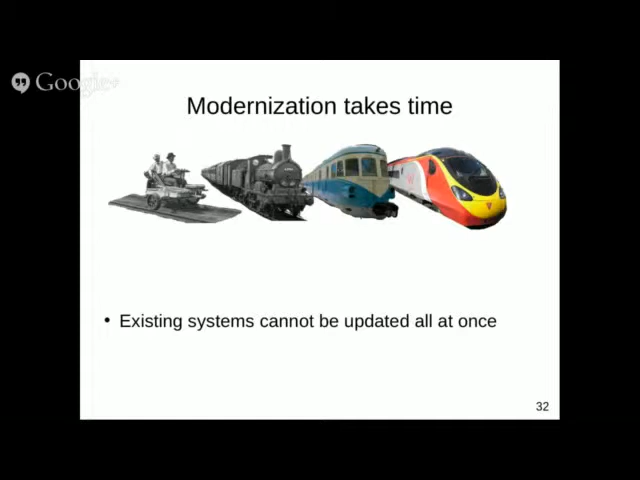 Google+
Modernization takes time
• Existing systems cannot be updated all at once
32